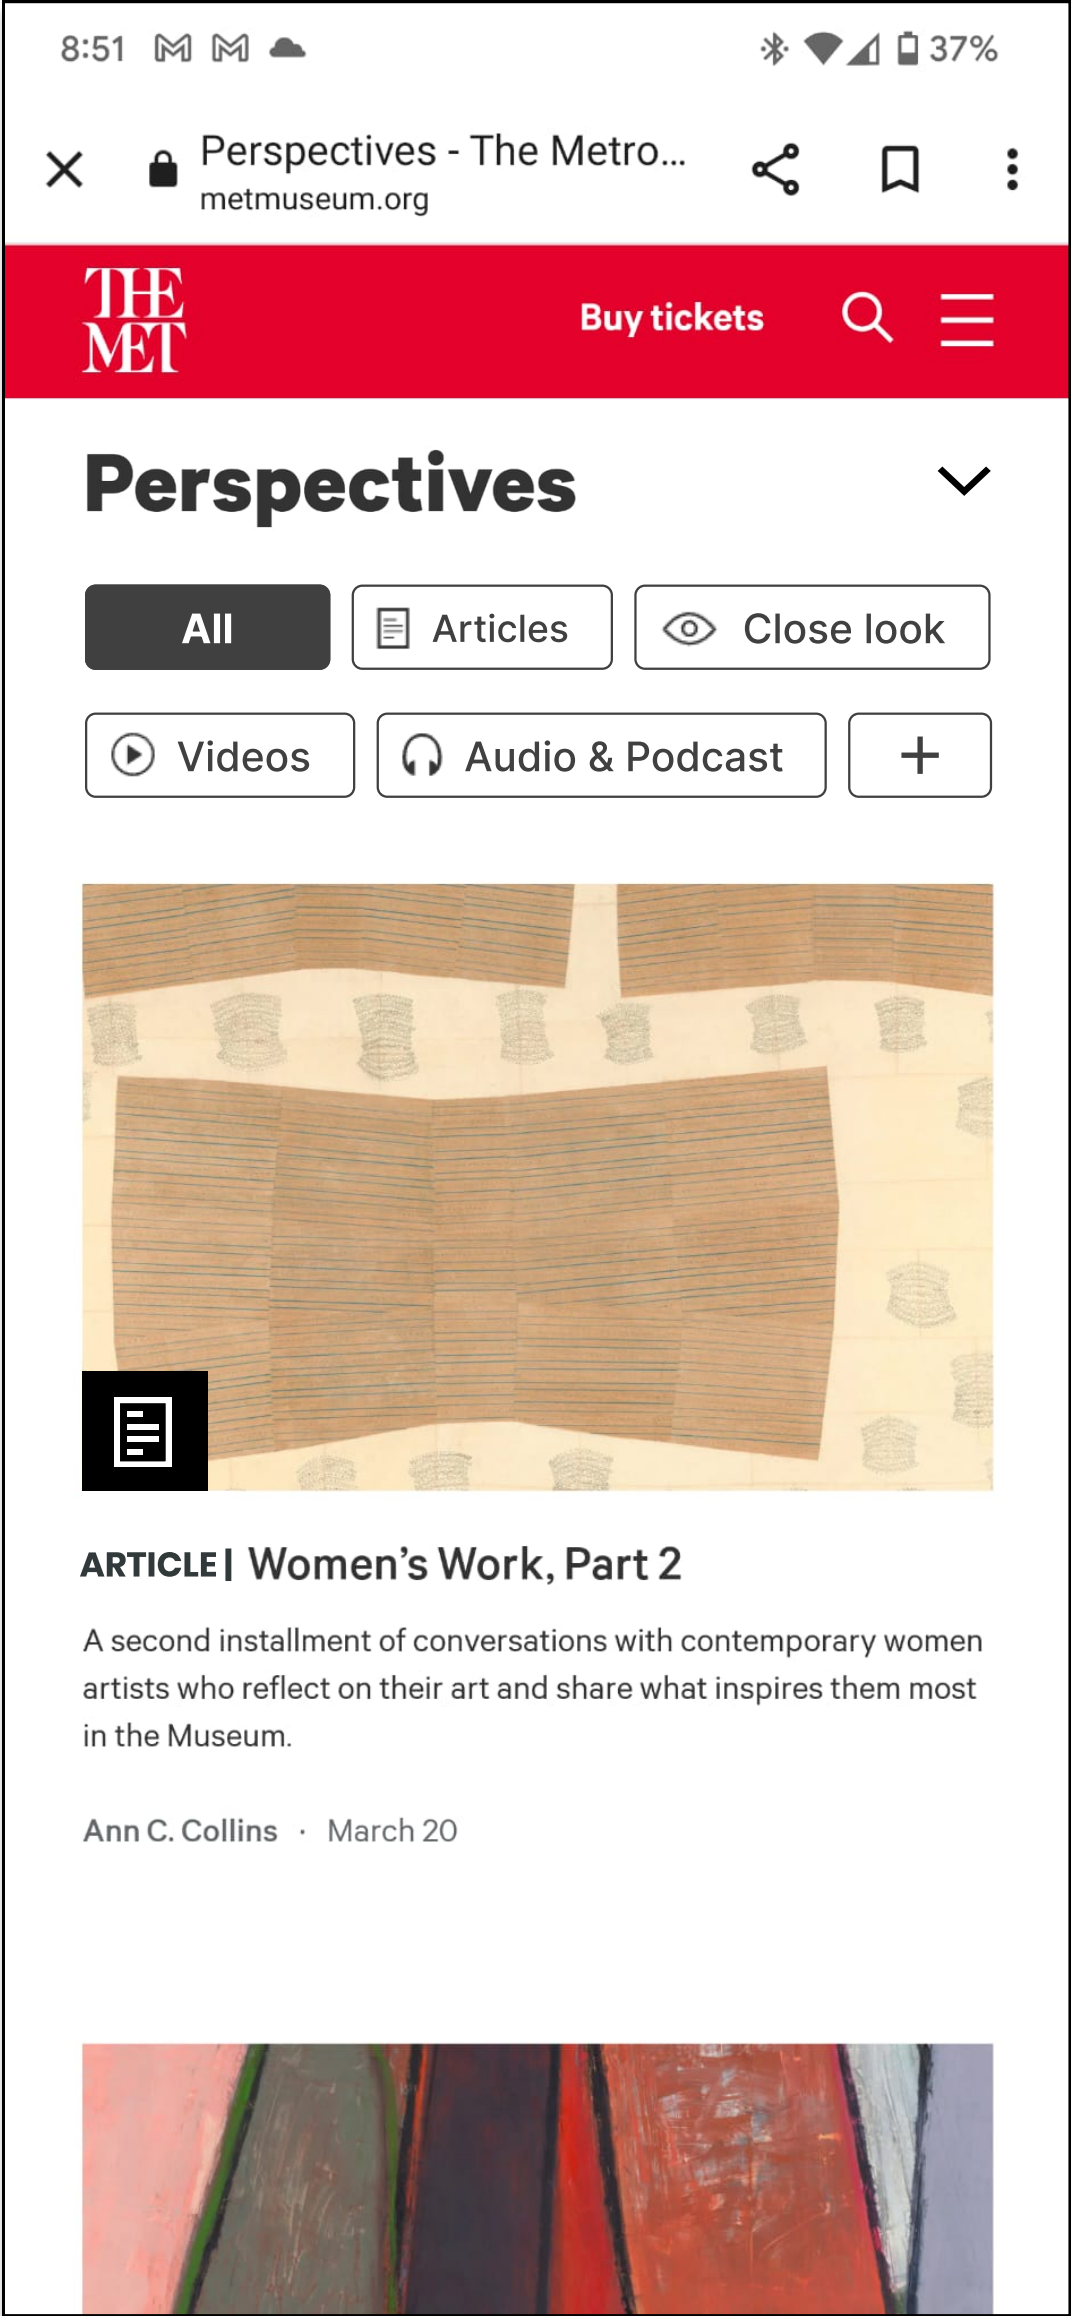 8:51
37%
Perspectives - The Metro...
metmuseum.org
THE
MET
Buy tickets
Perspectives
All
Articles
Close look
Videos
Audio & Podcast
ARTICLE| Women’s Work, Part 2
A second installment of conversations with contemporary women
artists who reflect on their art and share what inspires them most
in the Museum.
Ann C. Collins · March 20